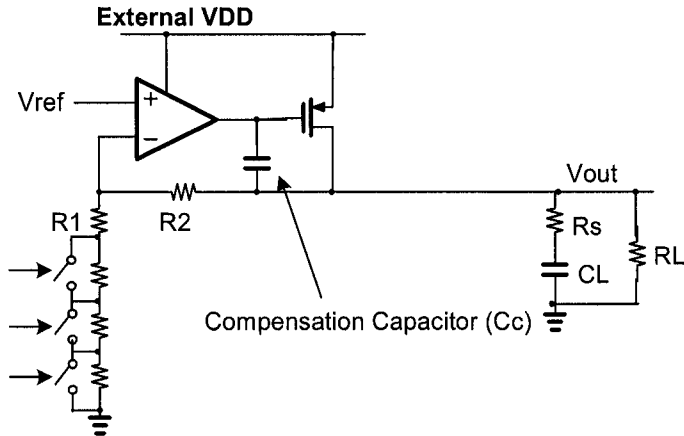 External VDD
Vref
+
−
R1
R2
Vout
Rs
CL
RL
Compensation Capacitor (Cc)